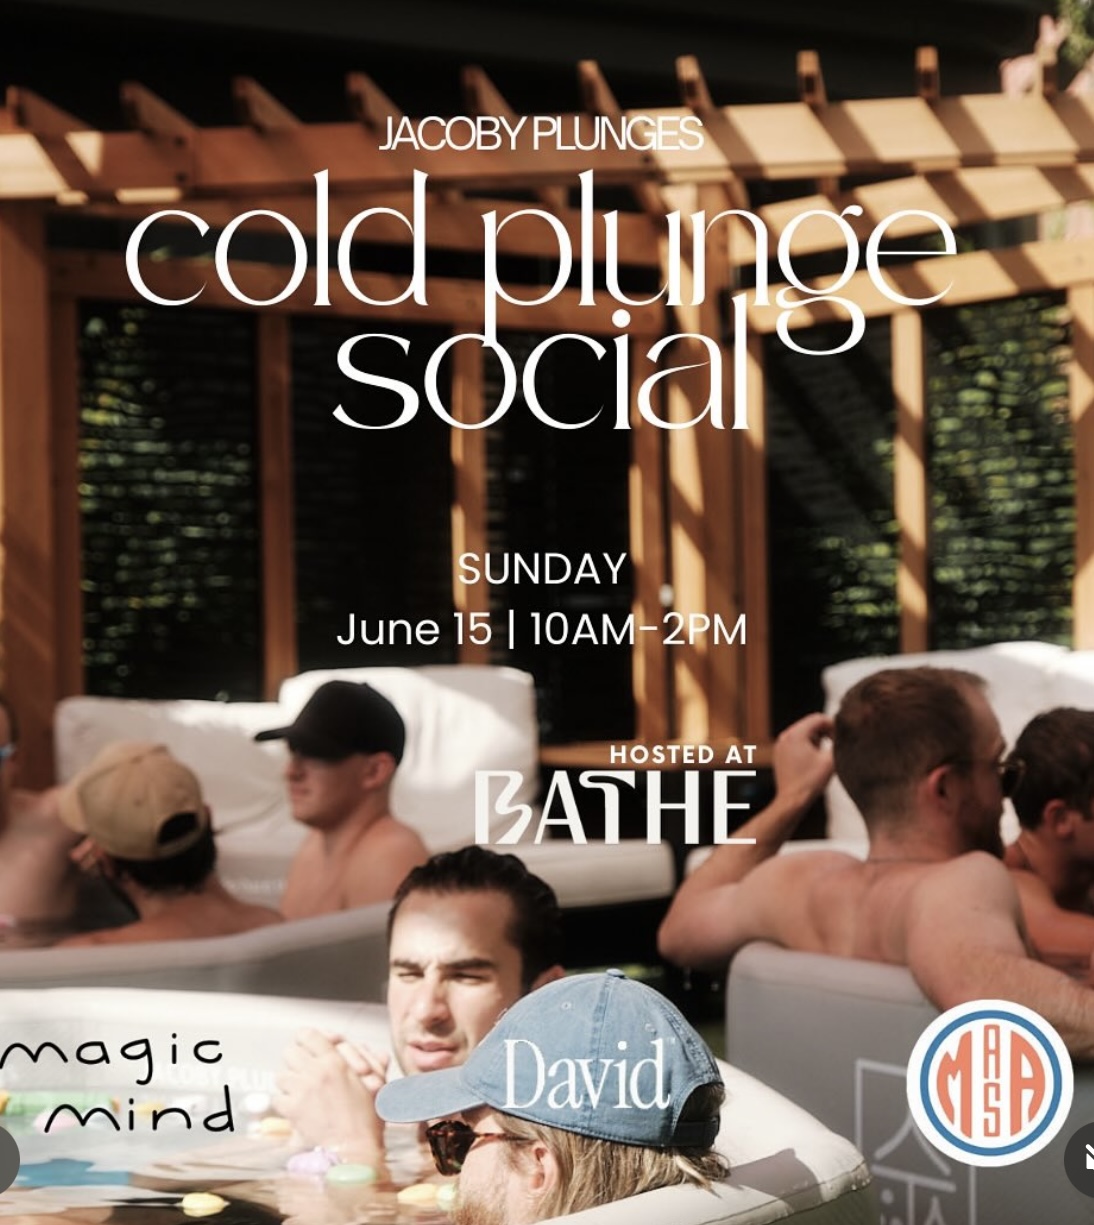 JACOBY PLUNGES
cold plunge
social
SUNDAY
June 15 | 10AM-2PM
HOSTED AT
BATHE
magic
mind
David
MASA